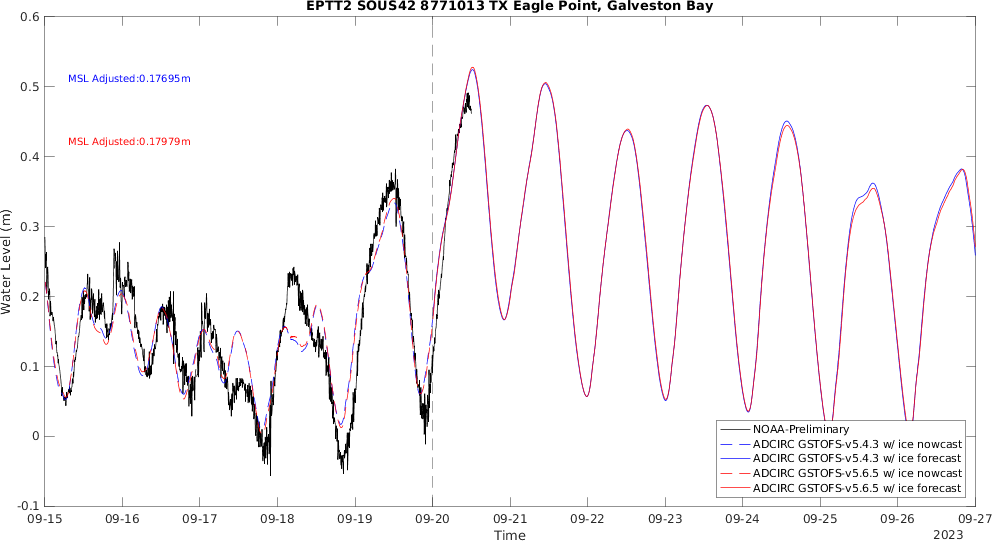 EPTT2 SOUS42 8771013 TX Eagle Point, Galveston Bay
0.6
0.5
0.4
0.3
0.2
0.1
0
-0.1
Water Level (m)
MSL Adjusted:0.17695m
MSL Adjusted:0.17979m
NOAA-Preliminary
ADCIRC GSTOFS-v5.4.3 w/ ice nowcast
ADCIRC GSTOFS-v5.4.3 w/ ice forecast
ADCIRC GSTOFS-v5.6.5 w/ ice nowcast
ADCIRC GSTOFS-v5.6.5 w/ ice forecast
09-15 09-16 09-17 09-18 09-19 09-20 09-21 09-22 09-23 09-24 09-25 09-26 09-27
Time
2023